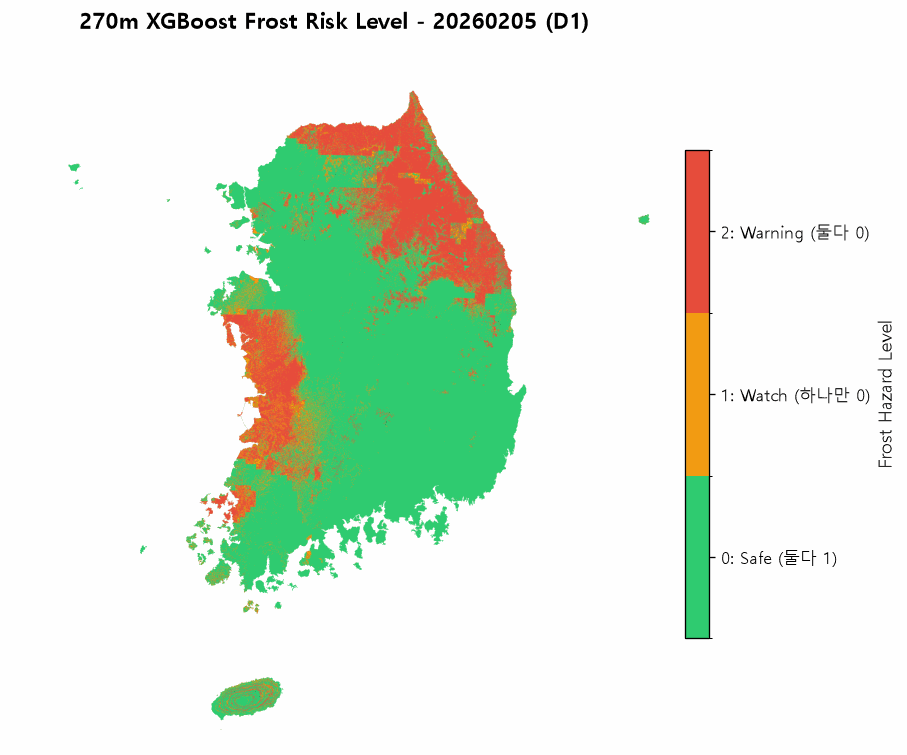 270m XGBoost Frost Risk Level - 20260205 (D1)
2: Warning (둘다 0)
1: Watch (하나만 0)
0: Safe (둘다 1)
Frost Hazard Level